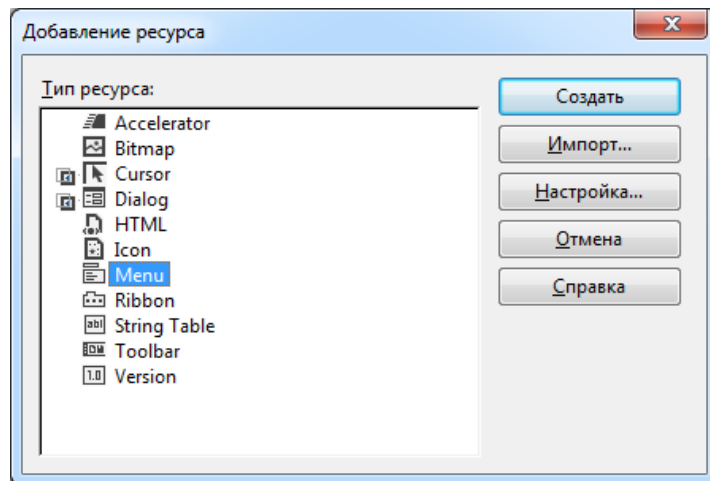 Добавление ресурса
Тип ресурса:
Accelerator
Bitmap
Cursor
Dialog
HTML
Icon
Menu
Ribbon
String Table
Toolbar
Version
Создать
Импорт...
Настройка...
Отмена
Справка